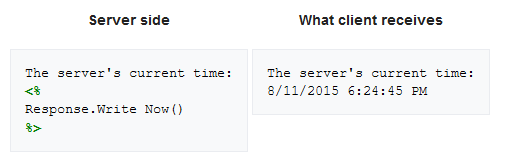 Server side
The server's current time:
<%
Response.Write Now()
%>
What client receives
The server's current time:
8/11/2015 6:24:45 PM